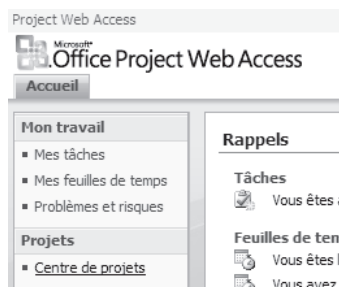 Project Web Access
Microsoft
Office Project Web Access
Accueil
Mon travail
Mes tâches
Mes feuilles de temps
Problèmes et risques
Projets
Centre de projets
Rappels
Tâches
Vous êtes
Feuilles de
Vous êtes
Vous avez